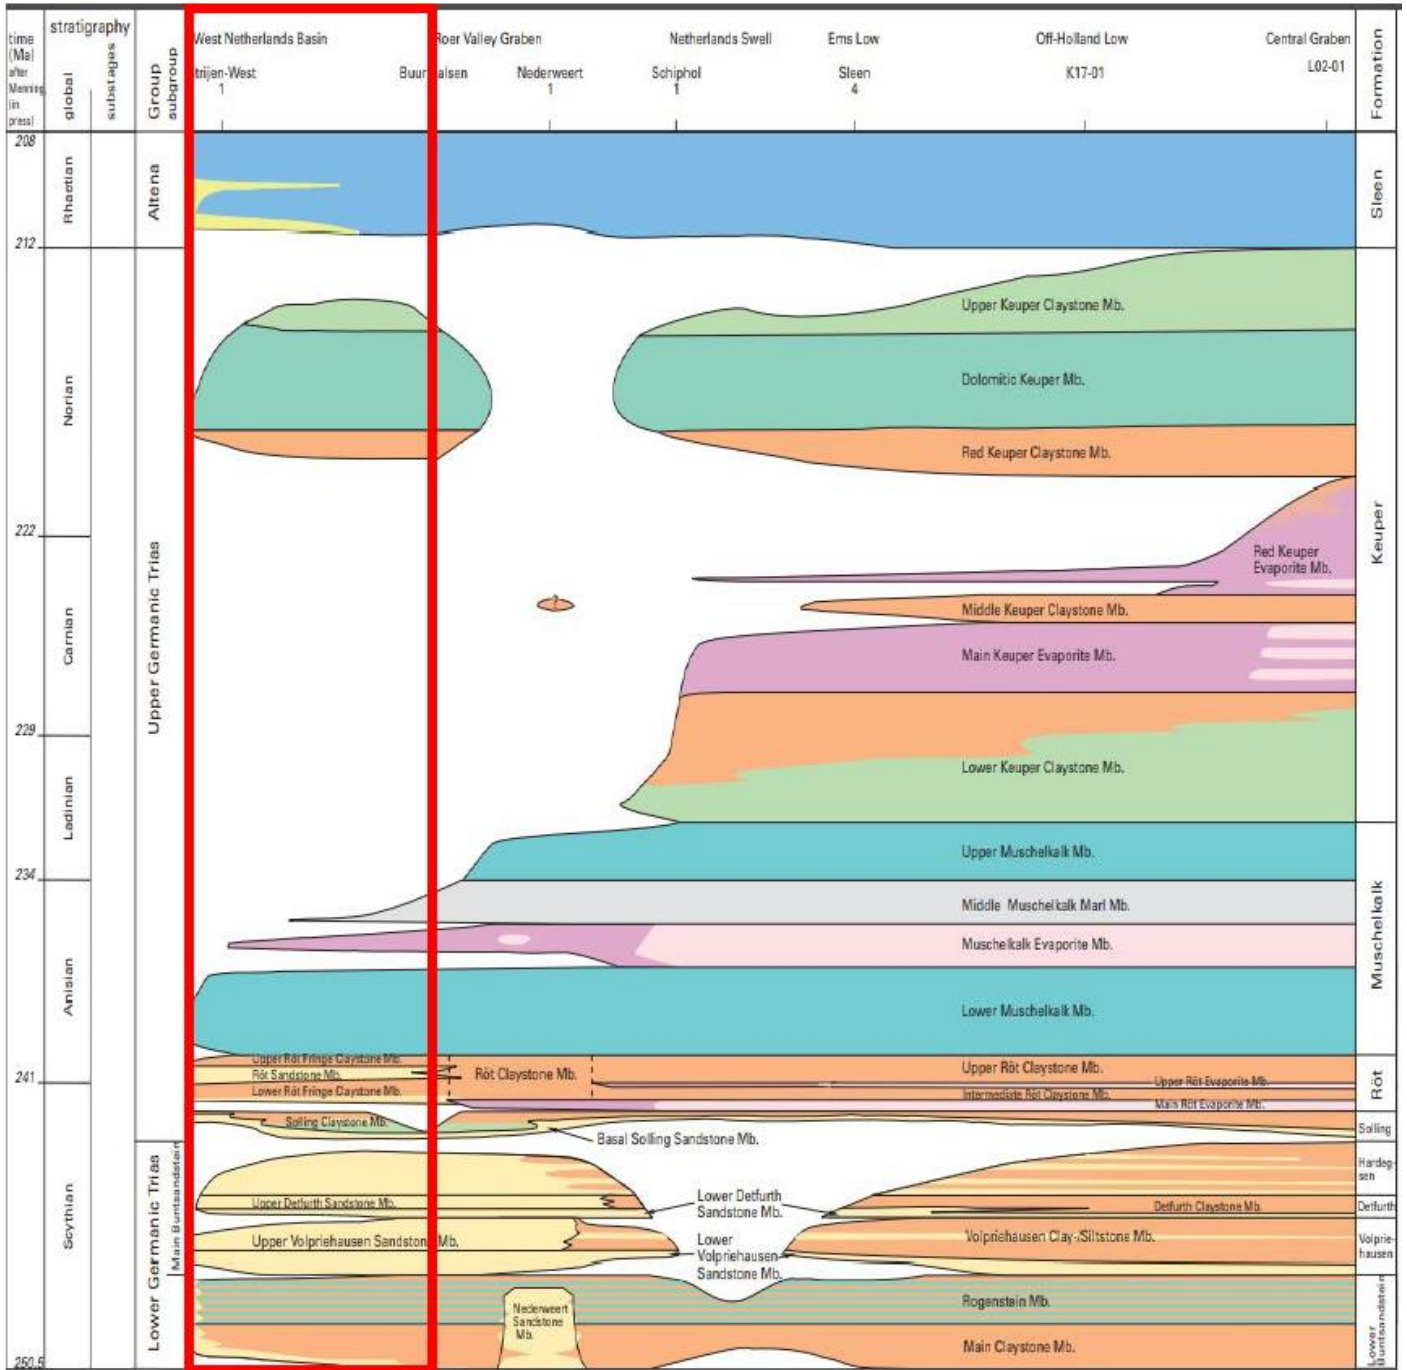 time
(Ma)
after
Menning
(in
press)
stratigraphy
global
substages
Group
subgroup
West Netherlands Basin
Roer Valley Graben
Netherlands Swell
Ems Low
Off-Holland Low
Central Graben
Formation
trijen-West
1
Buur alsen
Nederweert
1
Schiphol
1
Sleen
4
K17-01
L02-01
208
Rhaetian
Altena
Sleen
212
Norian
Upper Keuper Claystone Mb.
Dolomitic Keuper Mb.
Red Keuper Claystone Mb.
Keuper
222
Upper Germanic Trias
Red Keuper
Evaporite Mb.
Carnian
Middle Keuper Claystone Mb.
Main Keuper Evaporite Mb.
229
Ladinian
Lower Keuper Claystone Mb.
Upper Muschelkalk Mb.
234
Middle Muschelkalk Marl Mb.
Muschelkalk Evaporite Mb.
Muschelkalk
Anisian
Lower Muschelkalk Mb.
Upper Röt Fringe Claystone Mb.
Röt Sandstone Mb.
Lower Röt Fringe Claystone Mb.
Röt Claystone Mb.
Upper Röt Claystone Mb.
Upper Röt Evaporite Mb.
Intermediate Röt Claystone Mb.
Main Röt Evaporite Mb.
Röt
241
Solling Claystone Mb.
Basal Solling Sandstone Mb.
Solling
Scythian
Lower Germanic Trias
Main Buntsandstein
Hardeg-
sen
Upper Detfurth Sandstone Mb.
Lower Detfurth
Sandstone Mb.
Detfurth Claystone Mb.
Detfurth
Upper Volpriehausen Sandstone Mb.
Lower
Volpriehausen
Sandstone Mb.
Volpriehausen Clay-/Siltstone Mb.
Volprie-
hausen
Nederweert
Sandstone
Mb.
Rogenstein Mb.
Main Claystone Mb.
Lower
Buntsandstein
250.5